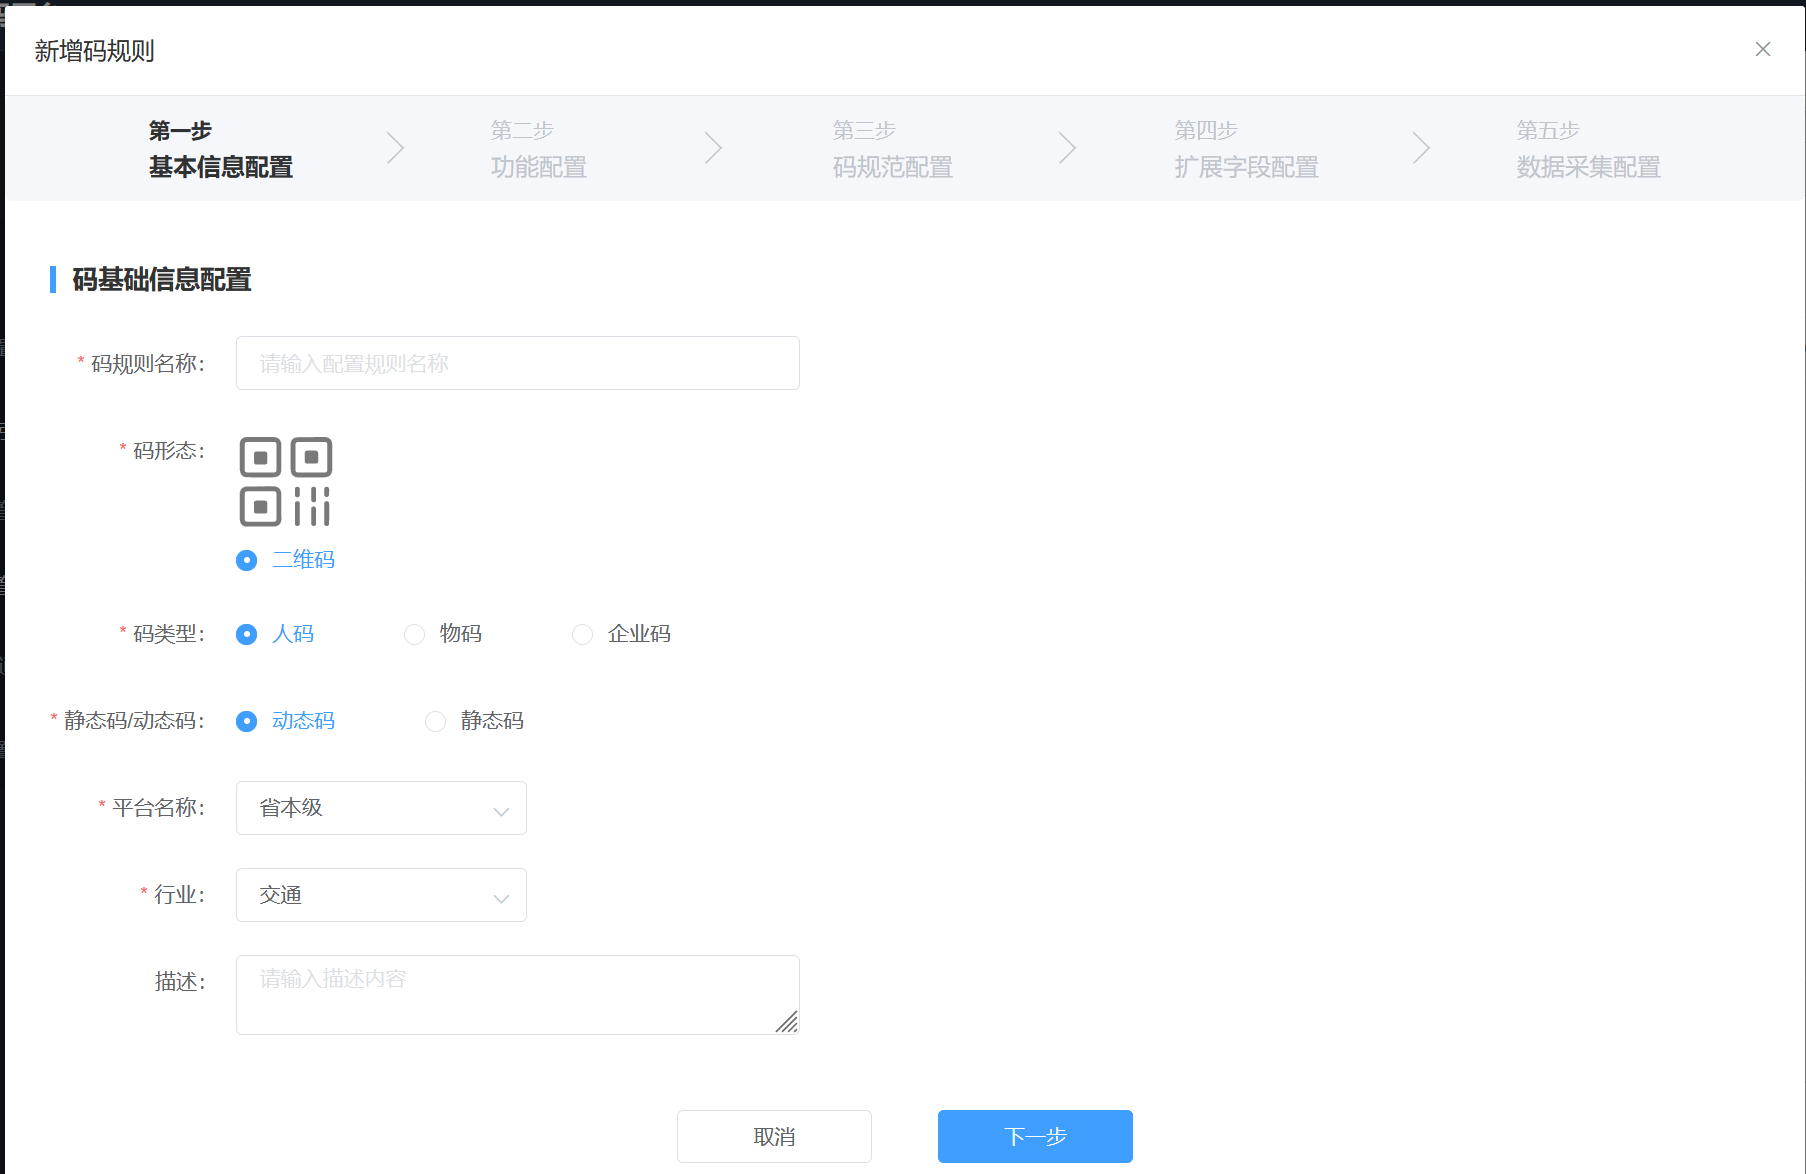 新增码规则
第一步
基本信息配置
第二步
功能配置
第三步
码规范配置
第四步
扩展字段配置
第五步
数据采集配置
码基础信息配置
* 码规则名称：
请输入配置规则名称
* 码形态：
二维码
* 码类型：
人码 物码 企业码
* 静态码/动态码：
动态码 静态码
* 平台名称：
省本级
* 行业：
交通
描述：
请输入描述内容
取消 下一步